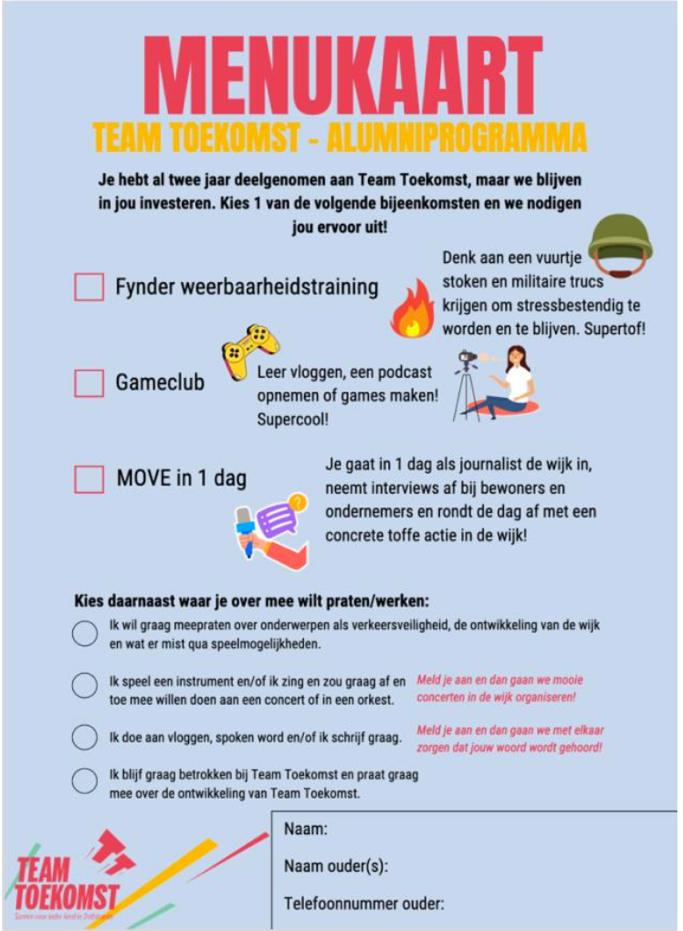 MENUKAART
TEAM TOEKOMST - ALUMNIPROGRAMMA
Je hebt al twee jaar deelgenomen aan Team Toekomst, maar we blijven
in jou investeren. Kies 1 van de volgende bijeenkomsten en we nodigen
jou ervoor uit!
Fynder weerbaarheidstraining
Denk aan een vuurtje
stoken en militaire trucs
krijgen om stressbestendig te
worden en te blijven. Supertof!
Gameclub
Leer vloggen, een podcast
opnemen of games maken!
Supercool!
MOVE in 1 dag
Je gaat in 1 dag als journalist de wijk in,
neemt interviews af bij bewoners en
ondernemers en rondt de dag af met een
concrete toffe actie in de wijk!
?
Kies daarnaast waar je over mee wilt praten/werken:
Ik wil graag meepraten over onderwerpen als verkeersveiligheid, de ontwikkeling van de wijk
en wat er mist qua speelmogelijkheden.
Ik speel een instrument en/of ik zing en zou graag af en
toe mee willen doen aan een concert of in een orkest.
Meld je aan en dan gaan we mooie
concerten in de wijk organiseren!
Ik doe aan vloggen, spoken word en/of ik schrijf graag.
Meld je aan en dan gaan we met elkaar
zorgen dat jouw woord wordt gehoord!
Ik blijf graag betrokken bij Team Toekomst en praat graag
mee over de ontwikkeling van Team Toekomst.
Naam:
Naam ouder(s):
Telefoonnummer ouder:
TEAM
TOEKOMST
Samen voor ieder kind in